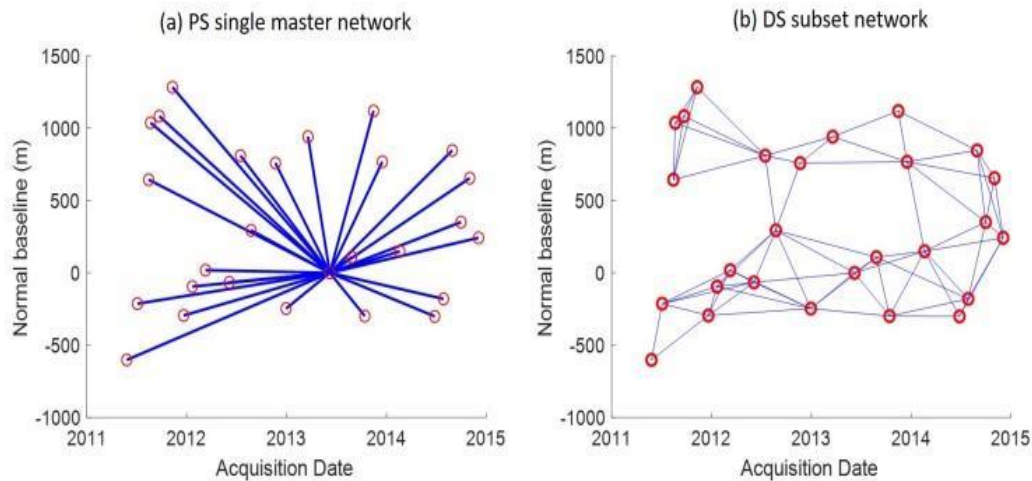 (a) PS single master network
1500
1000
500
0
-500
-1000
Normal baseline (m)
2011 2012 2013 2014 2015
Acquisition Date
(b) DS subset network
1500
1000
500
0
-500
-1000
Normal baseline (m)
2011 2012 2013 2014 2015
Acquisition Date